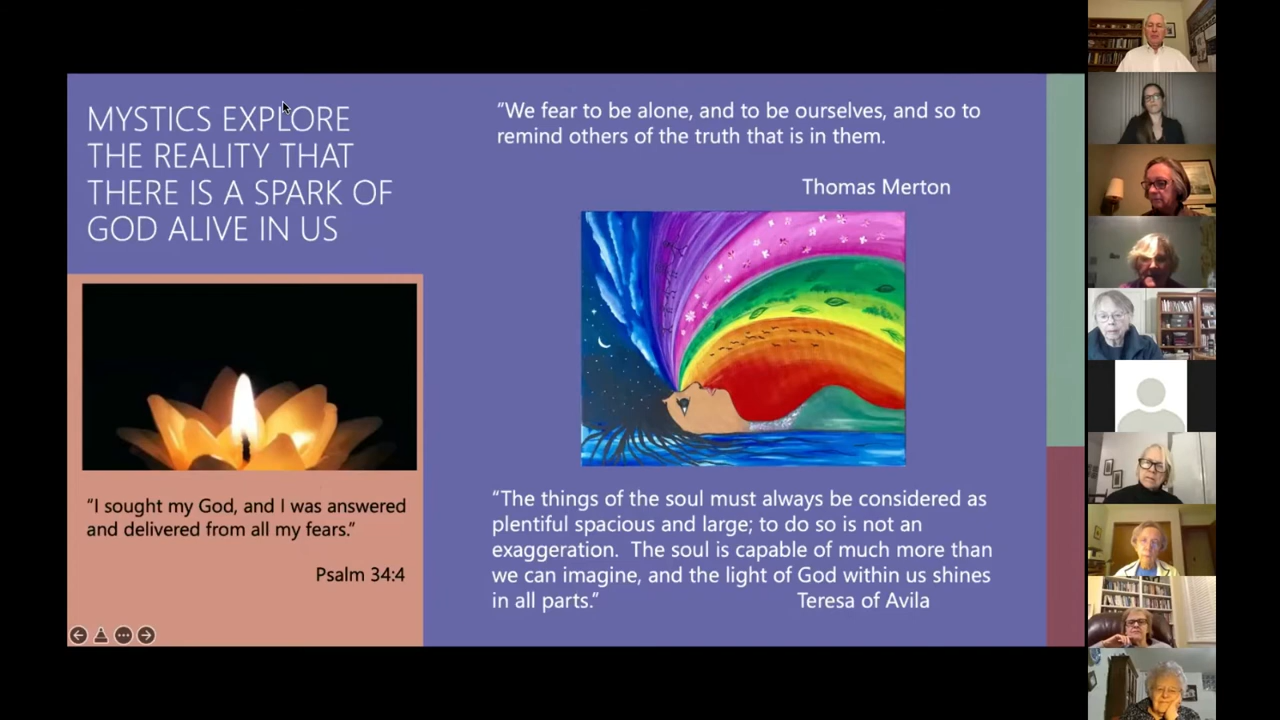 MYSTICS EXPLORE
THE REALITY THAT
THERE IS A SPARK OF
GOD ALIVE IN US
“I sought my God, and I was answered
and delivered from all my fears.”
Psalm 34:4
“We fear to be alone, and to be ourselves, and so to
remind others of the truth that is in them.
Thomas Merton
“The things of the soul must always be considered as
plentiful spacious and large; to do so is not an
exaggeration.  The soul is capable of much more than
we can imagine, and the light of God within us shines
in all parts.” Teresa of Avila